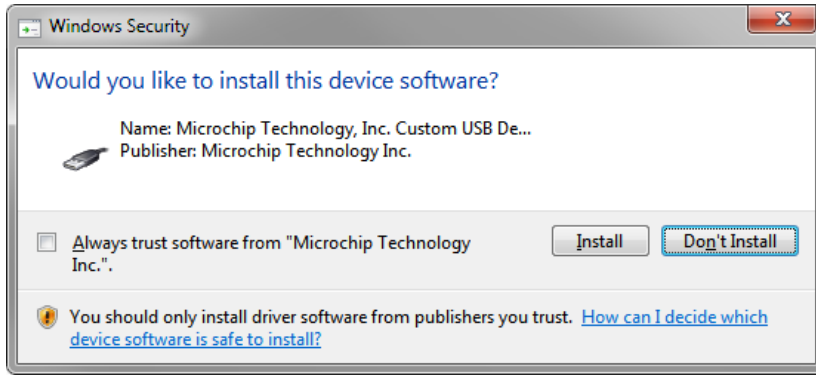 Windows Security
Would you like to install this device software?
Name: Microchip Technology, Inc. Custom USB De...
Publisher: Microchip Technology Inc.
Always trust software from "Microchip Technology
Inc.".
Install
Don't Install
You should only install driver software from publishers you trust. How can I decide which
device software is safe to install?